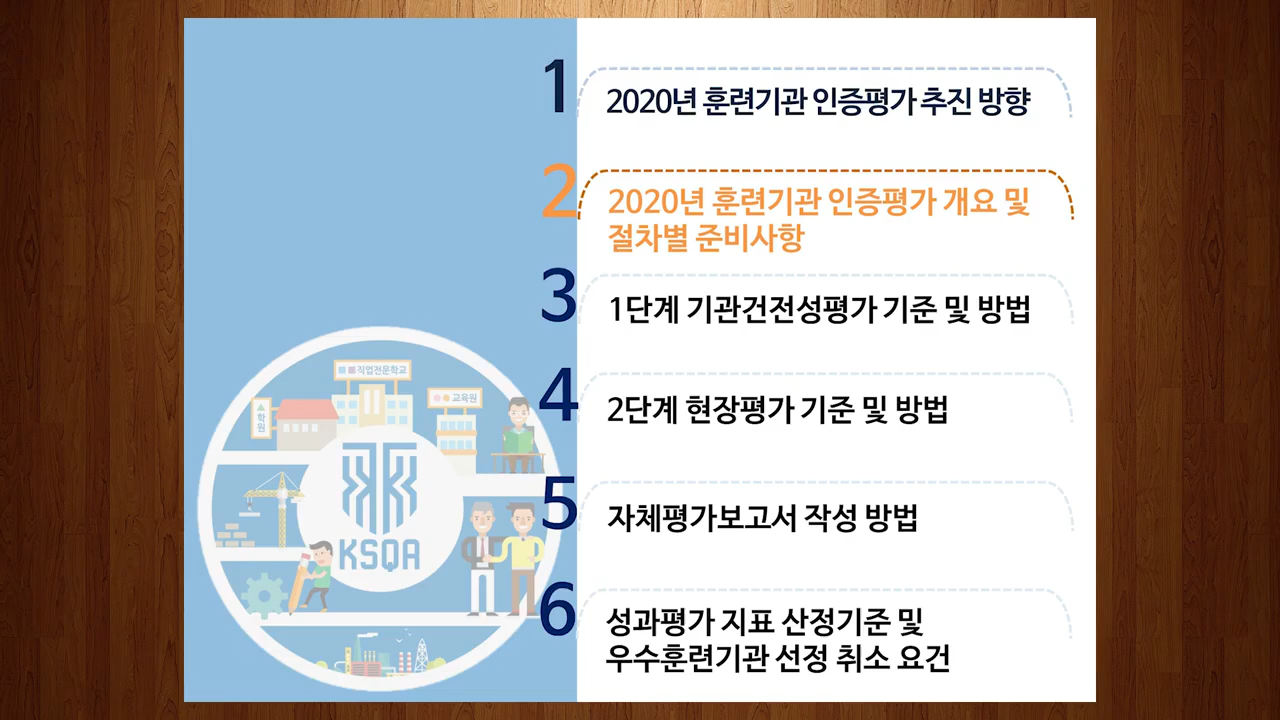 1
2020년 훈련기관 인증평가 추진 방향
2
2020년 훈련기관 인증평가 개요 및
절차별 준비사항
3
1단계 기관건전성평가 기준 및 방법
4
2단계 현장평가 기준 및 방법
5
자체평가보고서 작성 방법
6
성과평가 지표 산정기준 및
우수훈련기관 선정 취소 요건
직업전문학교
교육원
학원
KSQA